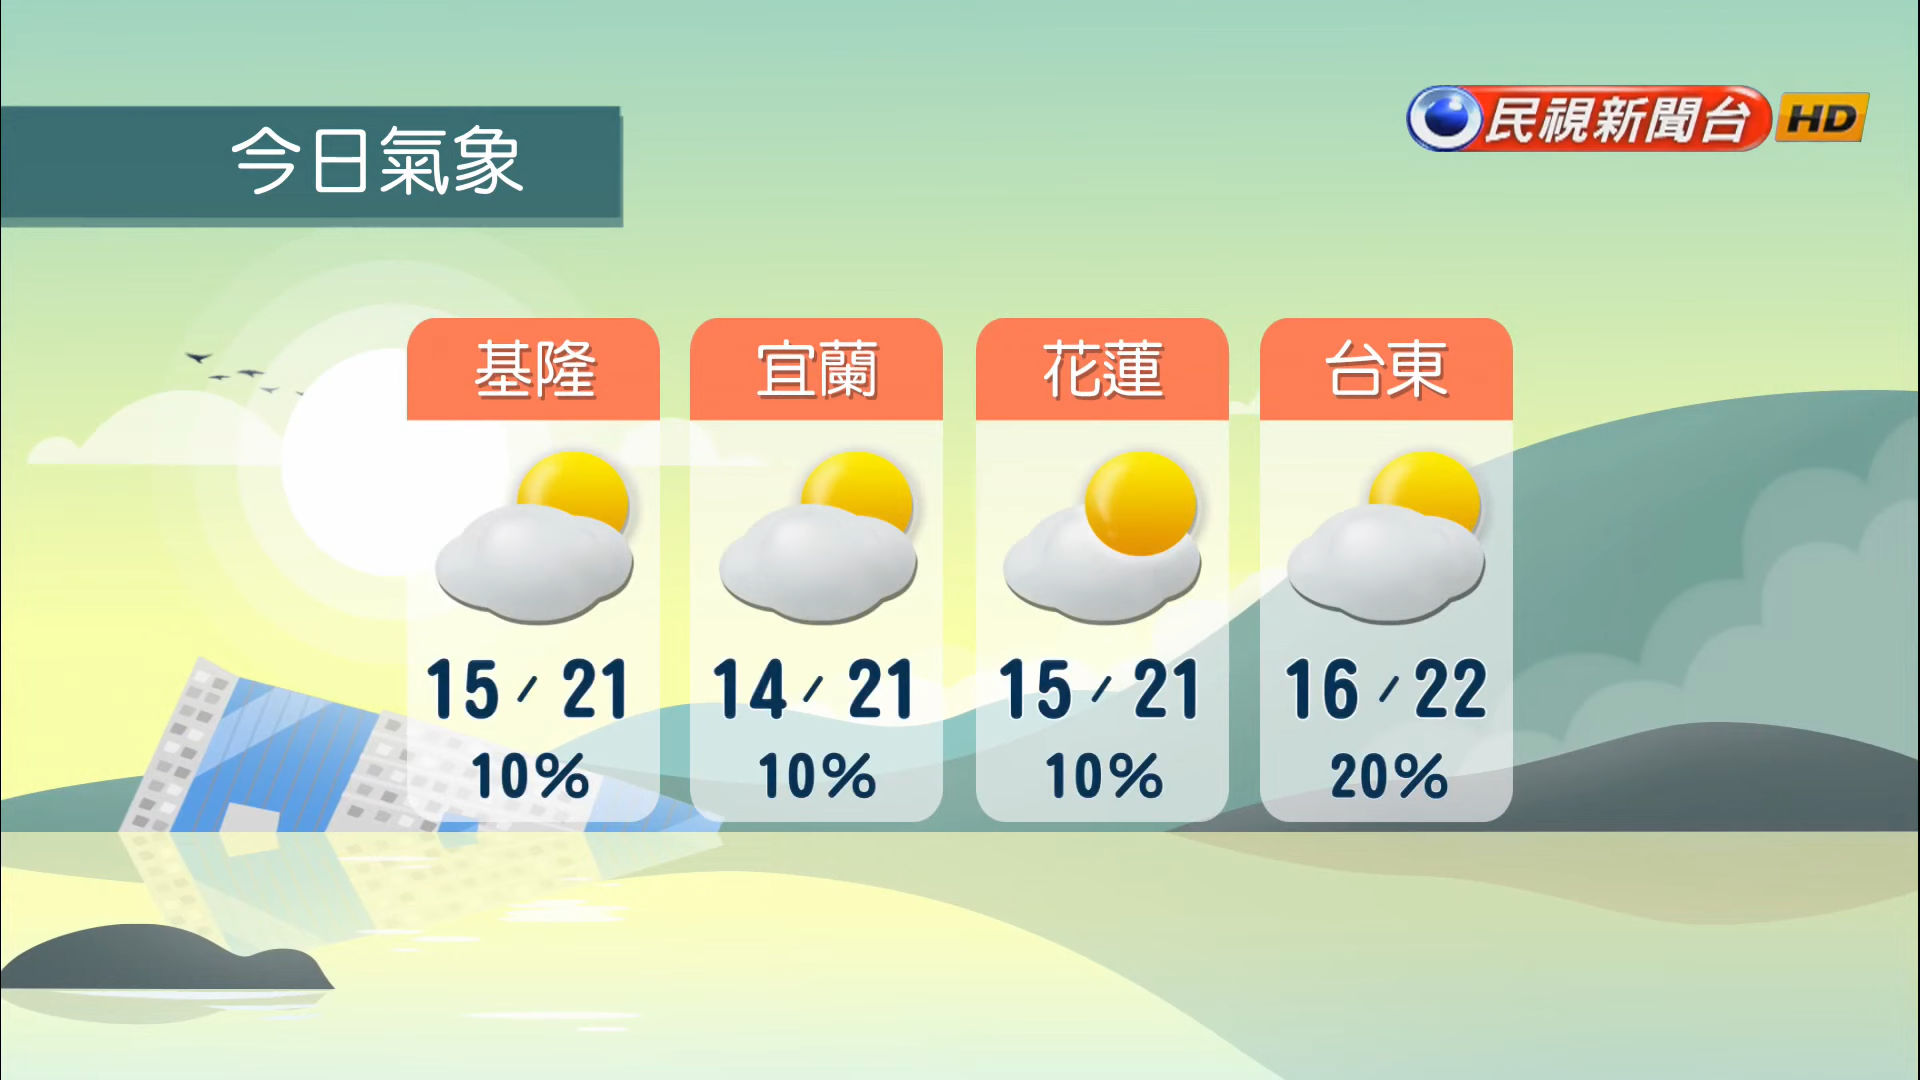 今日氣象
民視新聞台 HD
基隆 宜蘭 花蓮 台東
15 / 21 14 / 21 15 / 21 16 / 22
10% 10% 10% 20%